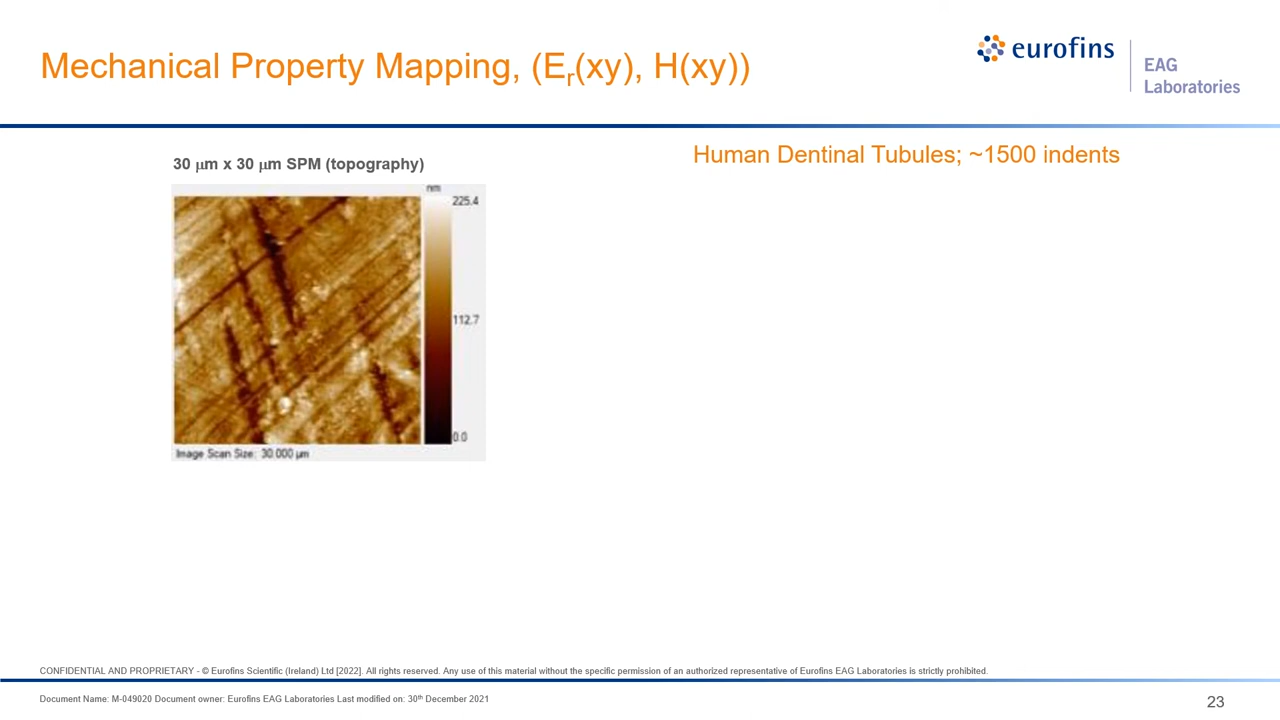 Mechanical Property Mapping, (Er(xy), H(xy))
eurofins
EAG
Laboratories
30 μm x 30 μm SPM (topography)
Human Dentinal Tubules; ~1500 indents
nm
225.4
112.7
0.0
Image Scan Size: 30.000 μm
CONFIDENTIAL AND PROPRIETARY - © Eurofins Scientific (Ireland) Ltd [2022]. All rights reserved. Any use of this material without the specific permission of an authorized representative of Eurofins EAG Laboratories is strictly prohibited.
Document Name: M-049020 Document owner: Eurofins EAG Laboratories Last modified on: 30th December 2021
23